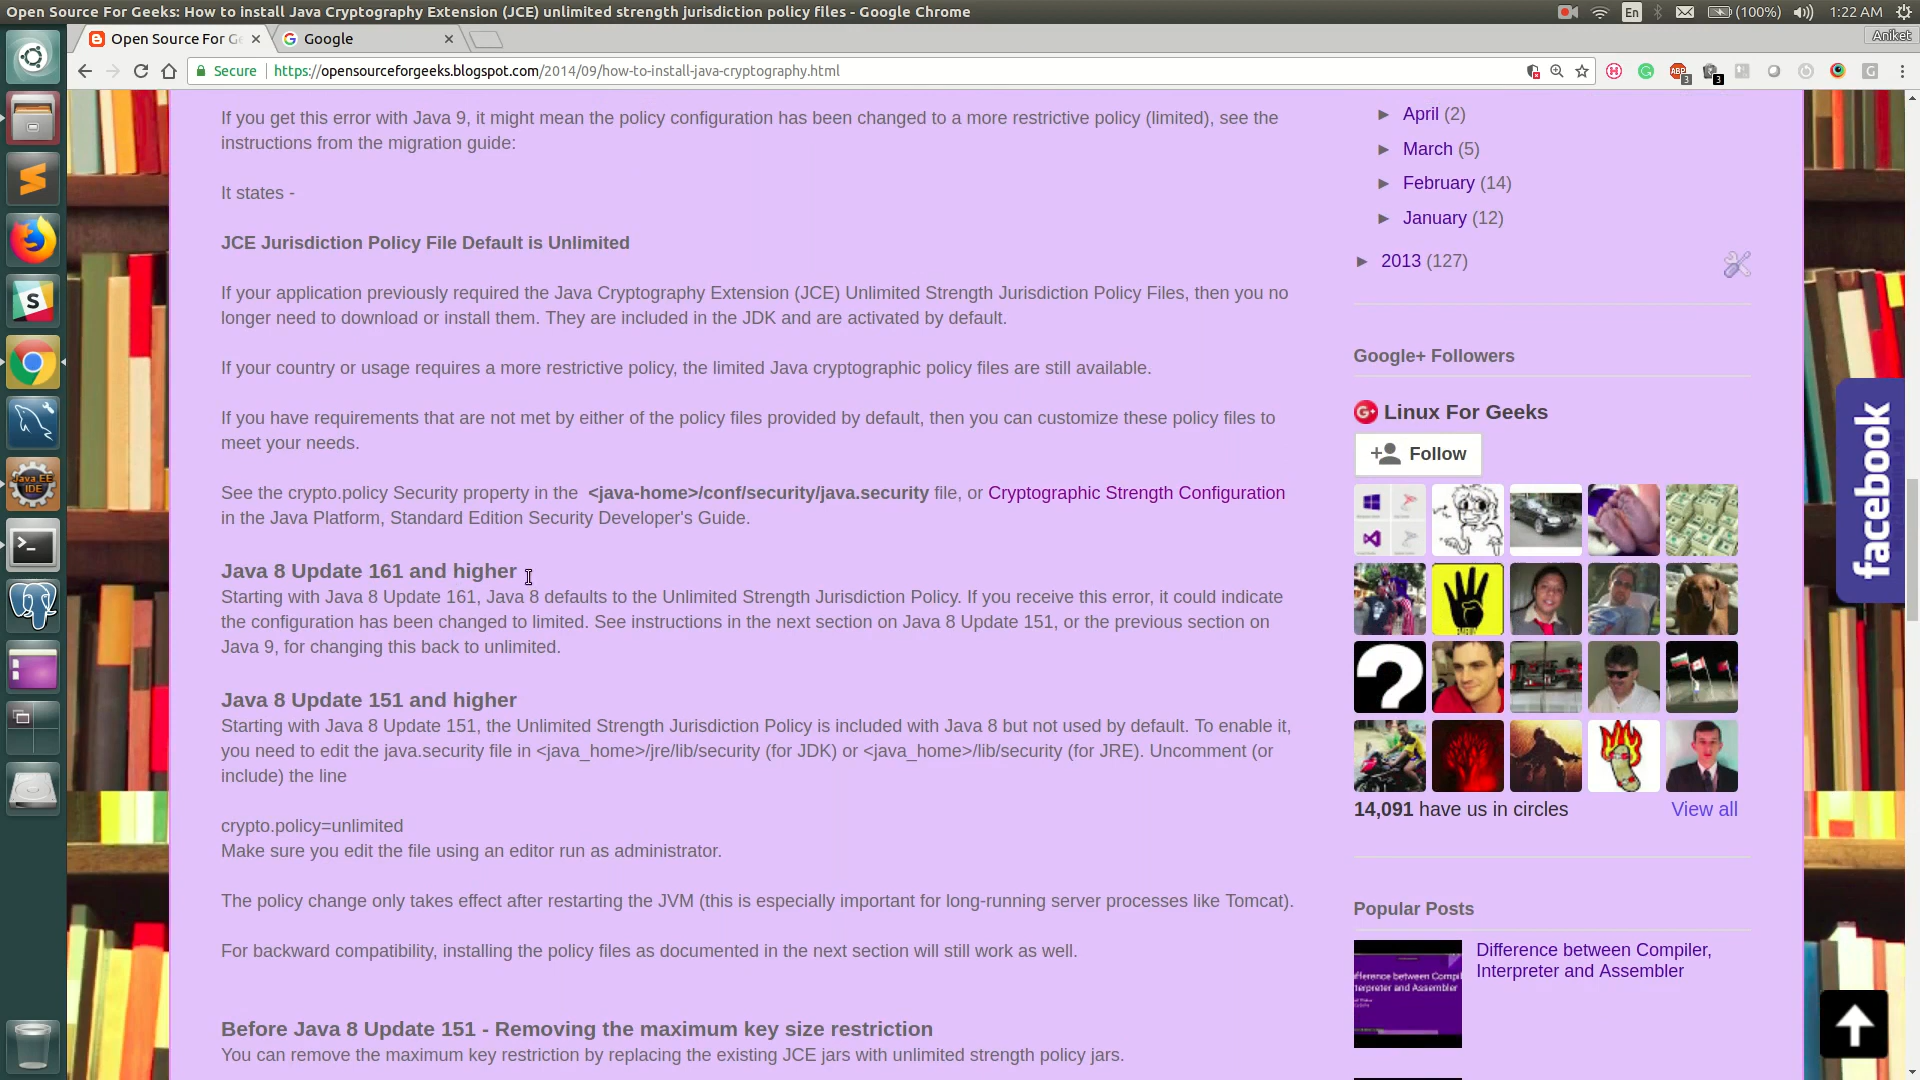 Open Source For Geeks: How to install Java Cryptography Extension (JCE) unlimited strength jurisdiction policy files - Google Chrome
En
(100%)
1:22 AM
Open Source For Ge
Google
Aniket
Secure
https://opensourceforgeeks.blogspot.com/2014/09/how-to-install-java-cryptography.html
ABP
3
3
G
If you get this error with Java 9, it might mean the policy configuration has been changed to a more restrictive policy (limited), see the
instructions from the migration guide:
It states -
JCE Jurisdiction Policy File Default is Unlimited
If your application previously required the Java Cryptography Extension (JCE) Unlimited Strength Jurisdiction Policy Files, then you no
longer need to download or install them. They are included in the JDK and are activated by default.
If your country or usage requires a more restrictive policy, the limited Java cryptographic policy files are still available.
If you have requirements that are not met by either of the policy files provided by default, then you can customize these policy files to
meet your needs.
See the crypto.policy Security property in the <java-home>/conf/security/java.security file, or Cryptographic Strength Configuration
in the Java Platform, Standard Edition Security Developer's Guide.
Java 8 Update 161 and higher
Starting with Java 8 Update 161, Java 8 defaults to the Unlimited Strength Jurisdiction Policy. If you receive this error, it could indicate
the configuration has been changed to limited. See instructions in the next section on Java 8 Update 151, or the previous section on
Java 9, for changing this back to unlimited.
Java 8 Update 151 and higher
Starting with Java 8 Update 151, the Unlimited Strength Jurisdiction Policy is included with Java 8 but not used by default. To enable it,
you need to edit the java.security file in <java_home>/jre/lib/security (for JDK) or <java_home>/lib/security (for JRE). Uncomment (or
include) the line
crypto.policy=unlimited
Make sure you edit the file using an editor run as administrator.
The policy change only takes effect after restarting the JVM (this is especially important for long-running server processes like Tomcat).
For backward compatibility, installing the policy files as documented in the next section will still work as well.
Before Java 8 Update 151 - Removing the maximum key size restriction
You can remove the maximum key restriction by replacing the existing JCE jars with unlimited strength policy jars.
April (2)
March (5)
February (14)
January (12)
2013 (127)
Google+ Followers
Linux For Geeks
Follow
14,091 have us in circles
View all
Popular Posts
Difference between Compiler,
Interpreter and Assembler
facebook
Java EE
IDE